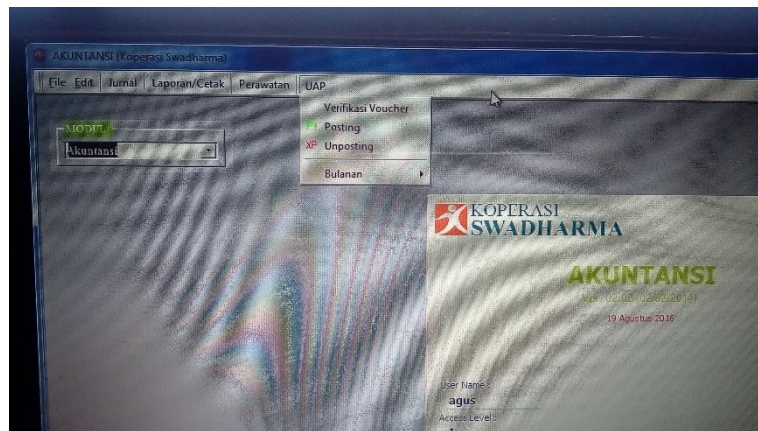 AKUNTANSI (Koperasi Swadharma)
File Edit Jurnal Laporan/Cetak Perawatan UAP
Verifikasi Voucher
Posting
XP Unposting
Bulanan
MODUL
Akuntansi
KOPERASI
SWADHARMA
AKUNTANSI
19 Agustus 2016
User Name :
agus
Access Level :